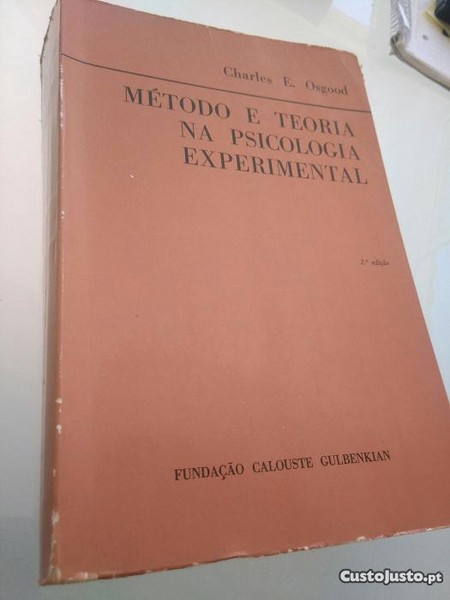 Charles E. Osgood
MÉTODO E TEORIA
NA PSICOLOGIA
EXPERIMENTAL
2.ª edição
FUNDAÇÃO CALOUSTE GULBENKIAN
CustoJusto.pt